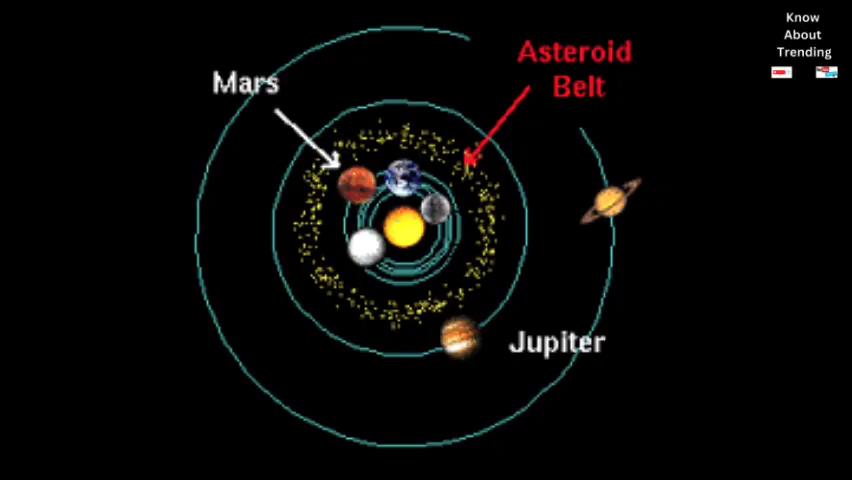 Know
About
Trending
Asteroid
Belt
Mars
Jupiter